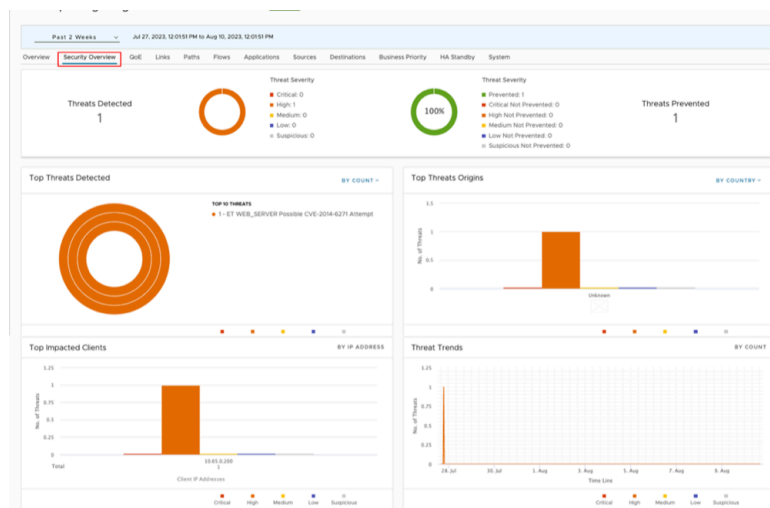 Past 2 Weeks
Jul 27, 2023, 12:01:51 PM to Aug 10, 2023, 12:01:51 PM
Overview Security Overview QoE Links Paths Flows Applications Sources Destinations Business Priority HA Standby System
Threats Detected
1
Threat Severity
Critical: 0
High: 1
Medium: 0
Low: 0
Suspicious: 0
100%
Threat Severity
Prevented: 1
Critical Not Prevented: 0
High Not Prevented: 0
Medium Not Prevented: 0
Low Not Prevented: 0
Suspicious Not Prevented: 0
Threats Prevented
1
Top Threats Detected
BY COUNT
TOP 10 THREATS
1 - ET WEB_SERVER Possible CVE-2014-6271 Attempt
Top Threats Origins
BY COUNTRY
No. of Threats
1.5
1
0.5
0
Unknown
Top Impacted Clients
BY IP ADDRESS
No. of Threats
1.25
1
0.75
0.5
0.25
0
Total
10.65.0.200
1
Client IP Addresses
Critical High Medium Low Suspicious
Threat Trends
BY COUNT
No. of Threats
1.25
1
0.75
0.5
0.25
0
28. Jul 30. Jul 1. Aug 3. Aug 5. Aug 7. Aug 9. Aug
Time Line
Critical High Medium Low Suspicious